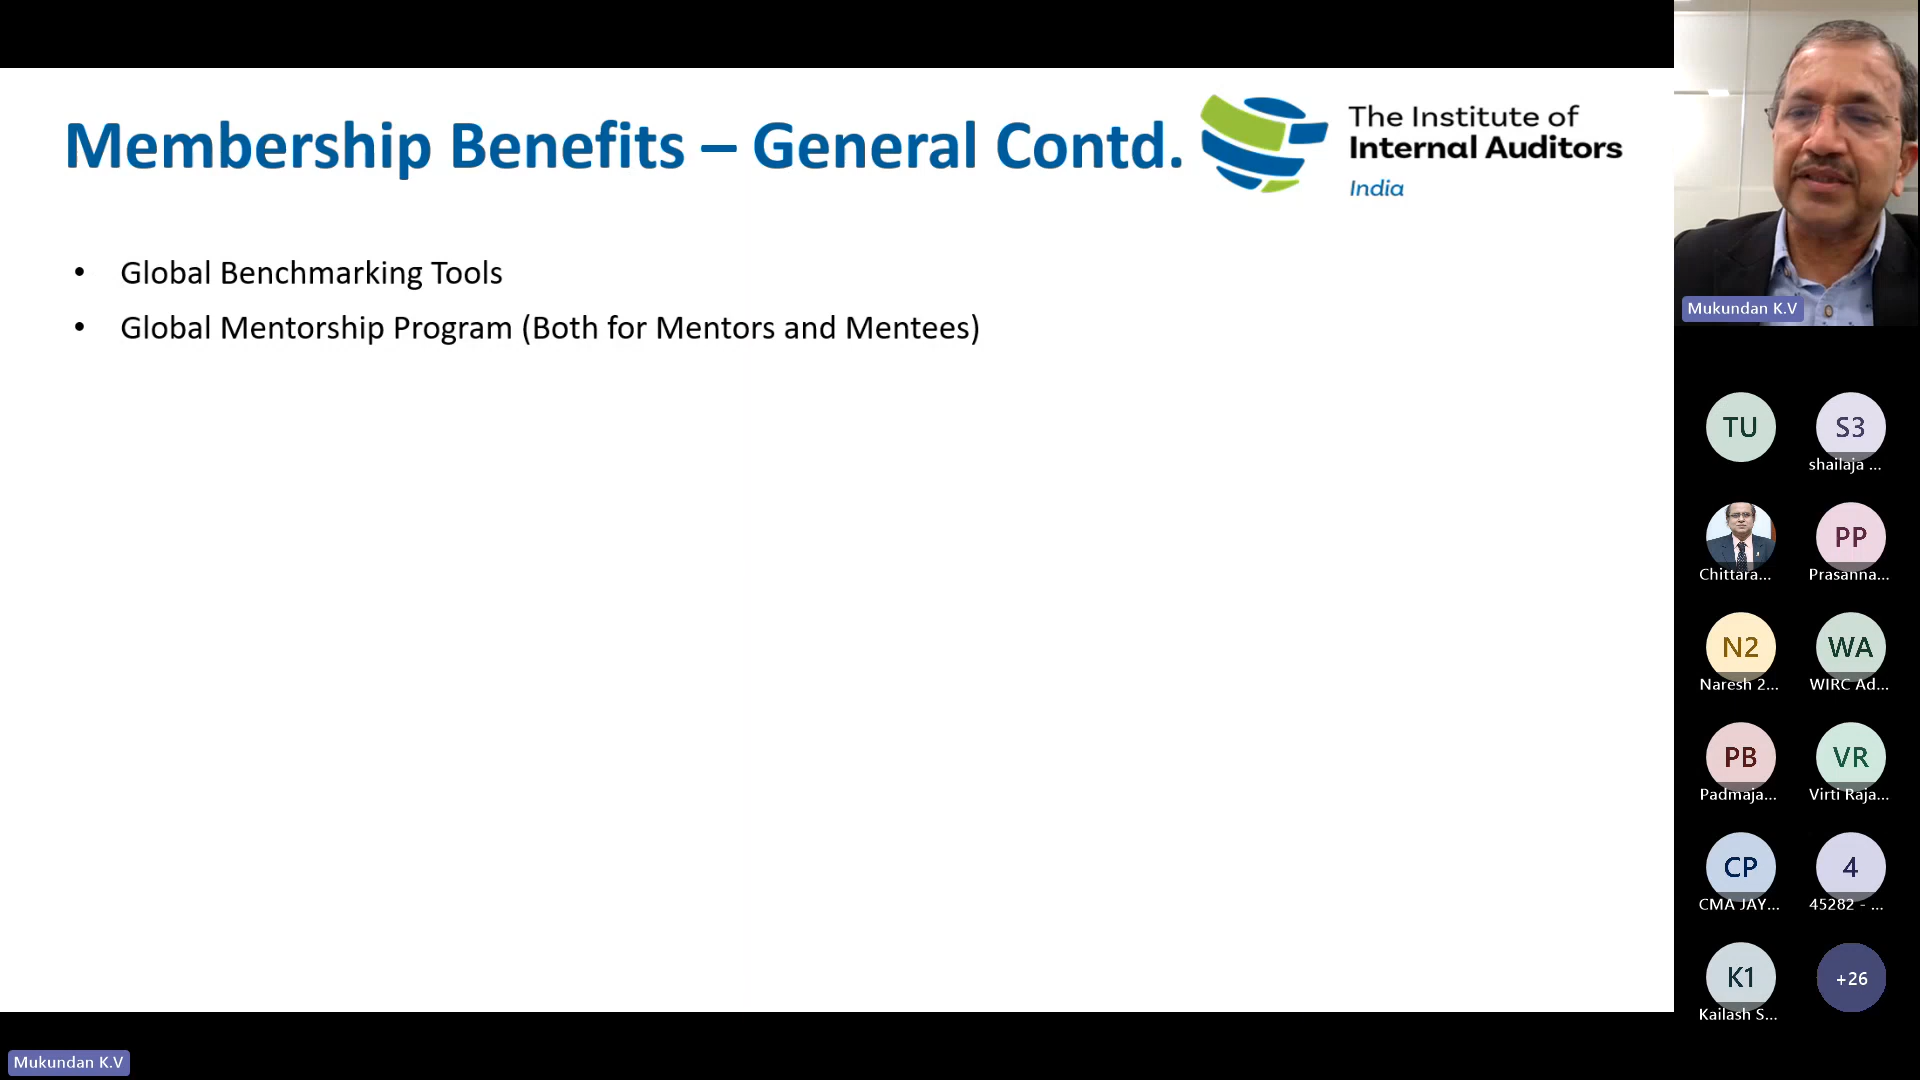 Membership Benefits – General Contd.
The Institute of
Internal Auditors
India
• Global Benchmarking Tools
• Global Mentorship Program (Both for Mentors and Mentees)
Mukundan K.V
TU
S3
shailaja ...
Chittara...
PP
Prasanna...
N2
Naresh 2...
WA
WIRC Ad...
PB
Padmaja...
VR
Virti Raja...
CP
CMA JAY...
4
45282 - ...
K1
Kailash S...
+26
Mukundan K.V